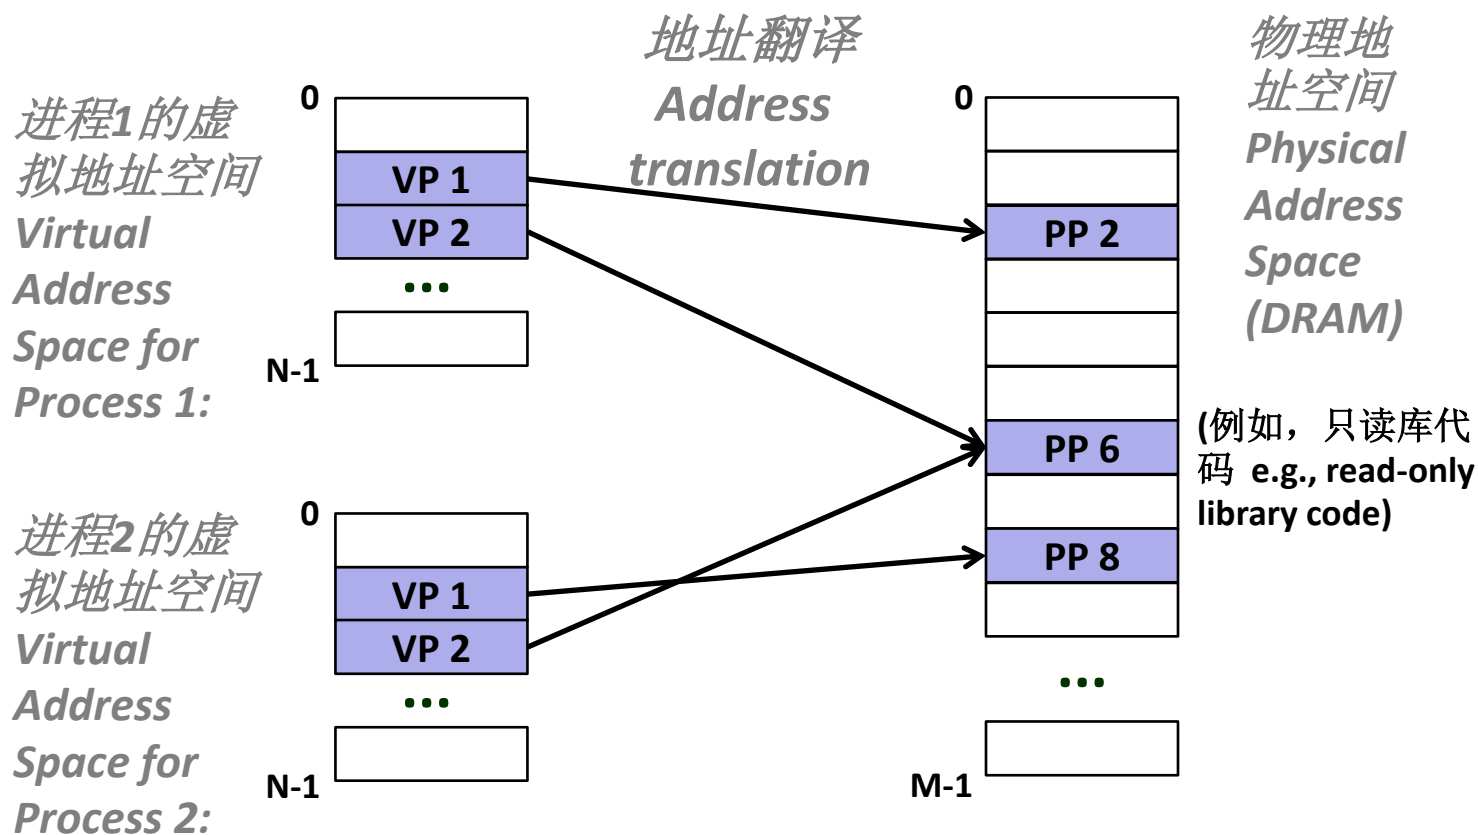 地址翻译
Address
translation
物理地
址空间
Physical
Address
Space
(DRAM)
进程1的虚
拟地址空间
Virtual
Address
Space for
Process 1:
0
VP 1
VP 2
...
N-1
进程2的虚
拟地址空间
Virtual
Address
Space for
Process 2:
0
VP 1
VP 2
...
N-1
0
PP 2
PP 6
PP 8
...
M-1
(例如，只读库代
码 e.g., read-only
library code)